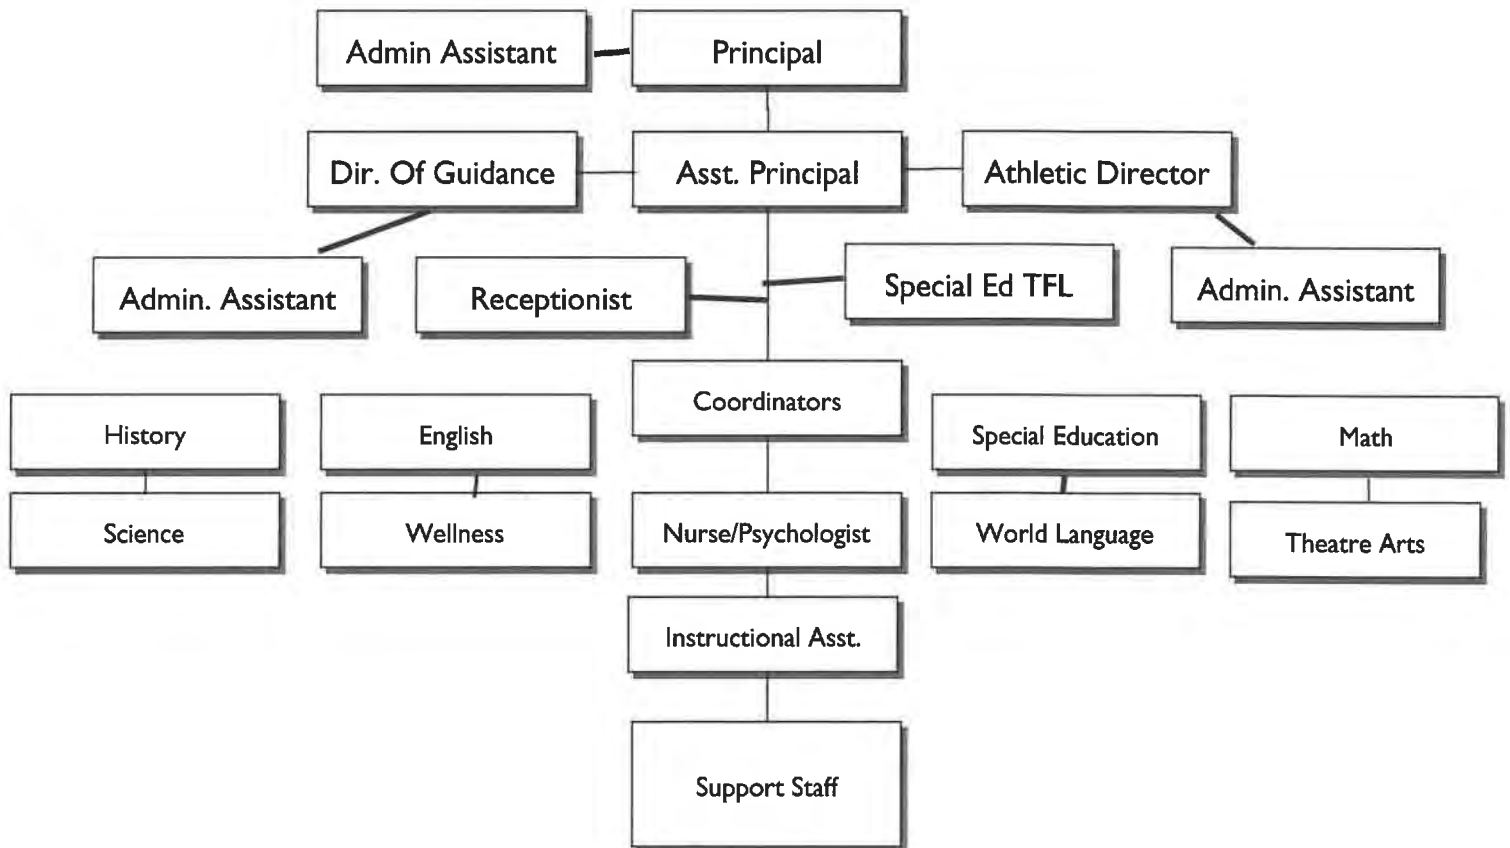 Admin Assistant
Principal
Dir. Of Guidance
Asst. Principal
Athletic Director
Admin. Assistant
Receptionist
Special Ed TFL
Admin. Assistant
Coordinators
History
English
Special Education
Math
Science
Wellness
Nurse/Psychologist
World Language
Theatre Arts
Instructional Asst.
Support Staff